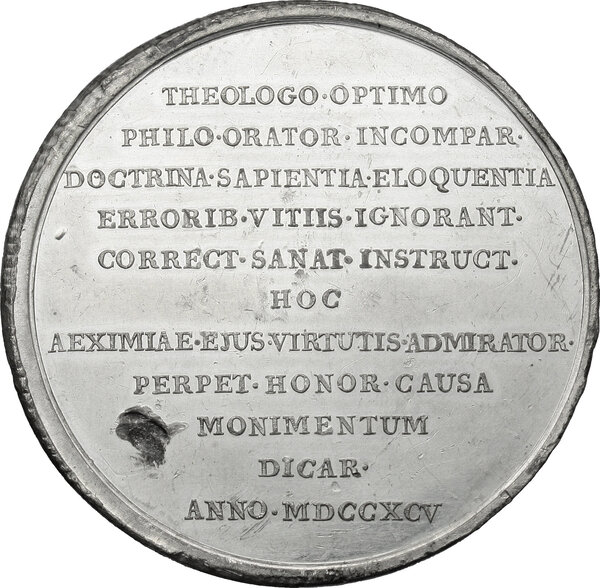 THEOLOGO·OPTIMO
PHILO·ORATOR·INCOMPAR·
DOCTRINA·SAPIENTIA·ELOQUENTIA
ERRORIB·VITIIS·IGNORANT·
CORRECT·SANAT·INSTRUCT·
HOC
AEXIMIAE·EJUS·VIRTUTIS·ADMIRATOR·
PERPET·HONOR·CAUSA
MONIMENTUM
DICAR·
ANNO·MDCCXCV